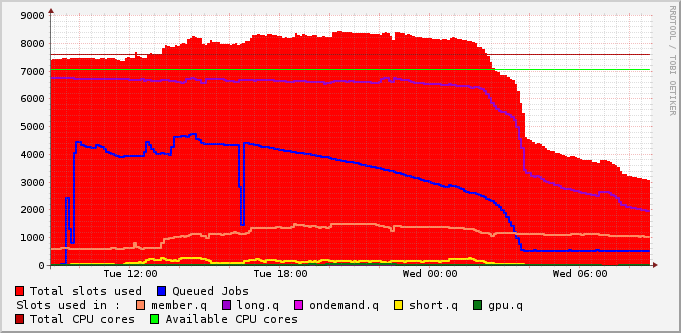 9000
8000
7000
6000
5000
4000
3000
2000
1000
0
Tue 12:00 Tue 18:00 Wed 00:00 Wed 06:00
RRDTOOL / TOBI OETIKER
Total slots used Queued Jobs
Slots used in : member.q long.q ondemand.q short.q gpu.q
Total CPU cores Available CPU cores